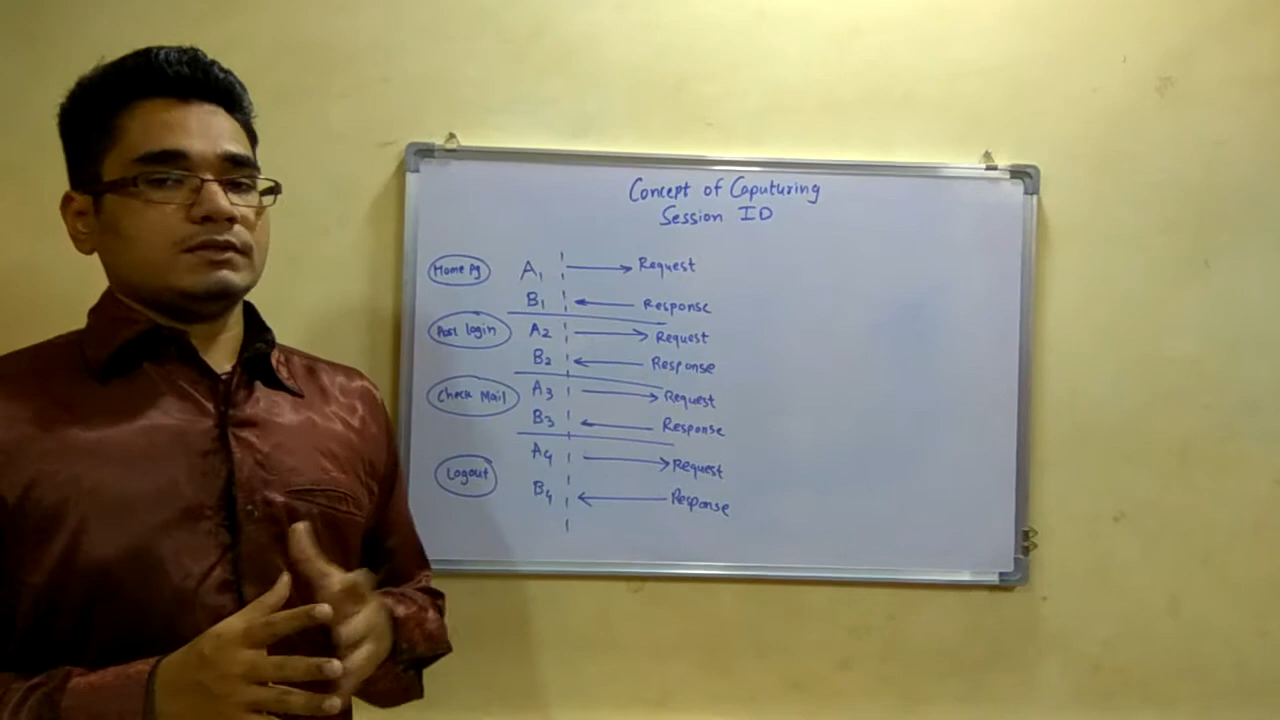 Concept of Caputuring
Session ID
Home Pg A1 Request
B1 Response
Post login A2 Request
B2 Response
Check Mail A3 Request
B3 Response
A4 Request
Logout
B4 Response